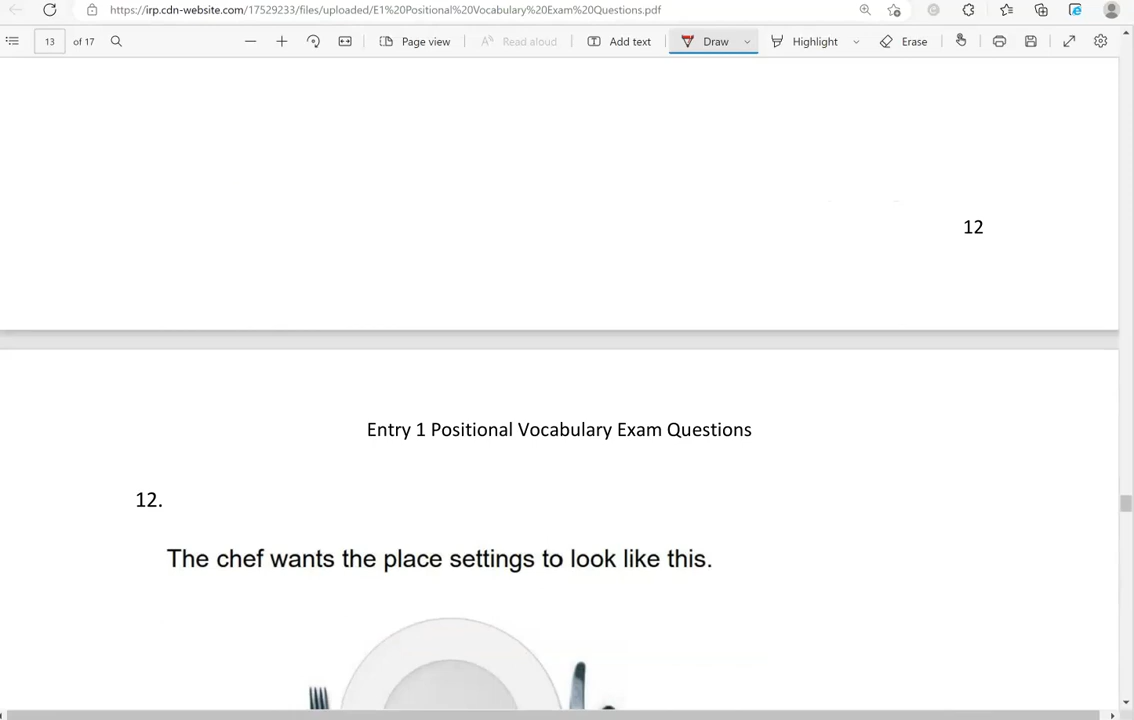 https://irp.cdn-website.com/17529233/files/uploaded/E1%20Positional%20Vocabulary%20Exam%20Questions.pdf
13 of 17 Page view Read aloud Add text Draw Highlight Erase
12
Entry 1 Positional Vocabulary Exam Questions
12.
The chef wants the place settings to look like this.